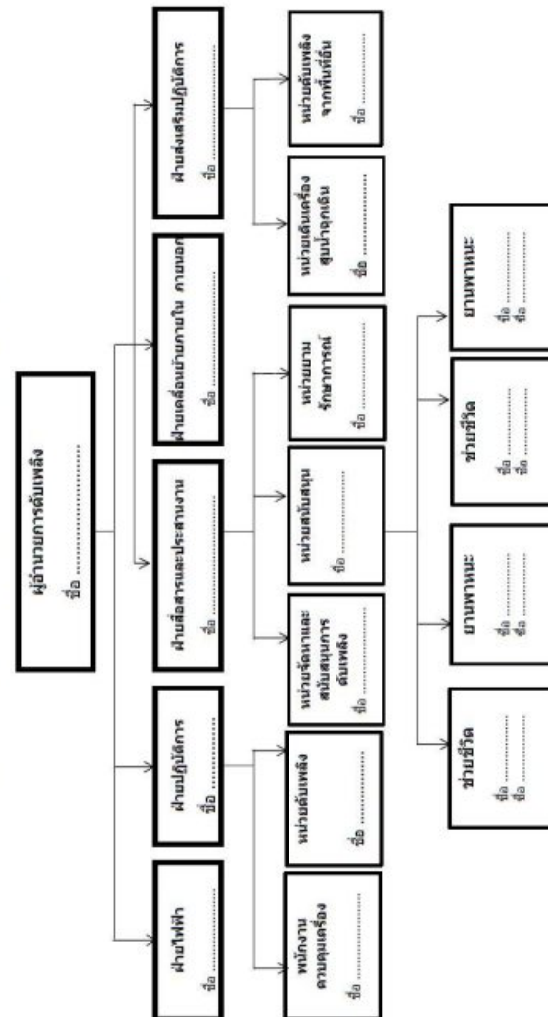 ผู้อำนวยการดับเพลิง
ชื่อ ................................
ฝ่ายไฟฟ้า
ชื่อ ........................
ฝ่ายปฏิบัติการ
ชื่อ ........................
ฝ่ายสื่อสารและประสานงาน
ชื่อ ........................
ฝ่ายเคลื่อนย้ายภายใน ภายนอก
ชื่อ ........................
ฝ่ายส่งเสริมปฏิบัติการ
ชื่อ ........................
พนักงาน
ควบคุมเครื่อง
ชื่อ ........................
หน่วยดับเพลิง
ชื่อ ........................
หน่วยจัดหาและ
สนับสนุนการ
ดับเพลิง
ชื่อ ........................
หน่วยสนับสนุน
ชื่อ ........................
หน่วยยาม
รักษาการณ์
ชื่อ ........................
หน่วยเดินเครื่อง
สูบน้ำฉุกเฉิน
ชื่อ ........................
หน่วยดับเพลิง
จากพื้นที่อื่น
ชื่อ ........................
ช่วยชีวิต
ชื่อ ........................
ชื่อ ........................
ยานพาหนะ
ชื่อ ........................
ชื่อ ........................
ช่วยชีวิต
ชื่อ ........................
ชื่อ ........................
ยานพาหนะ
ชื่อ ........................
ชื่อ ........................